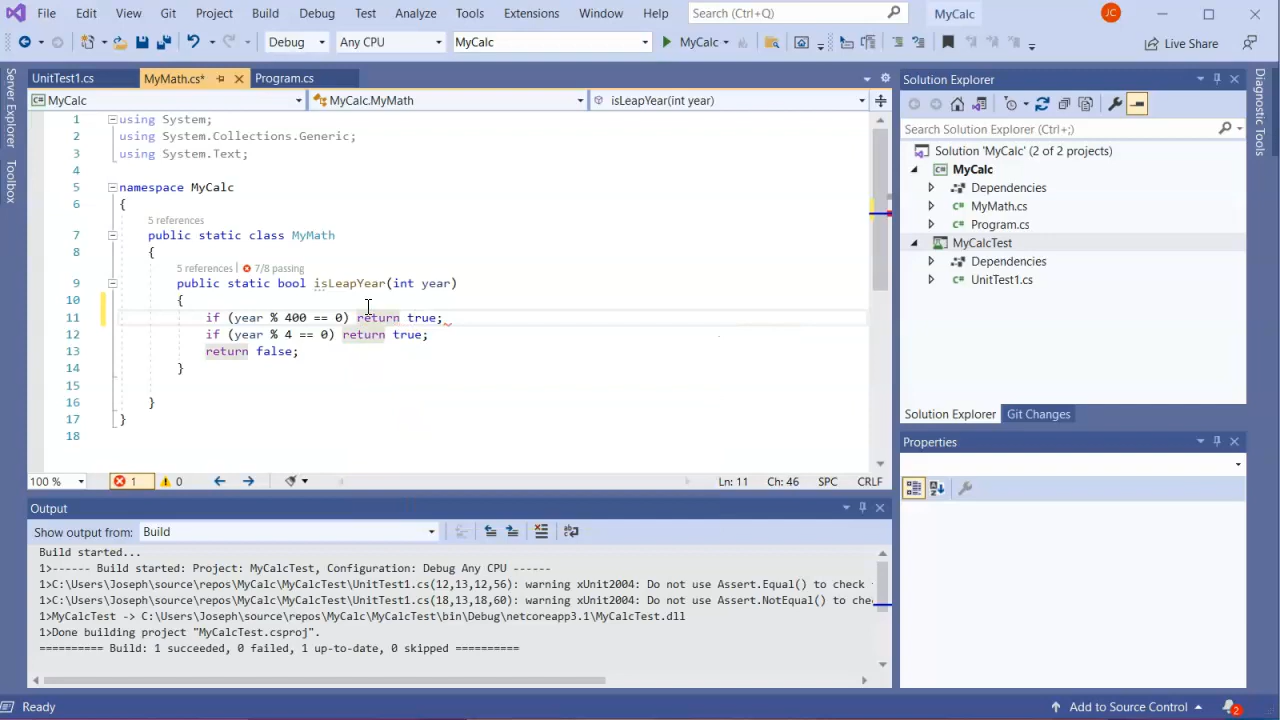 File Edit View Git Project Build Debug Test Analyze Tools Extensions Window Help Search (Ctrl+Q) MyCalc JC
Debug Any CPU MyCalc MyCalc Live Share
Server Explorer
Toolbox
UnitTest1.cs MyMath.cs* Program.cs
MyCalc MyCalc.MyMath isLeapYear(int year)
1 using System;
2 using System.Collections.Generic;
3 using System.Text;
4
5 namespace MyCalc
6 {
5 references
7 public static class MyMath
8 {
5 references | 7/8 passing
9 public static bool isLeapYear(int year)
10 {
11 if (year % 400 == 0) return true;
12 if (year % 4 == 0) return true;
13 return false;
14 }
15
16 }
17 }
18
100 % 1 0 Ln: 11 Ch: 46 SPC CRLF
Output
Show output from: Build
Build started...
1>------ Build started: Project: MyCalcTest, Configuration: Debug Any CPU ------
1>C:\Users\Joseph\source\repos\MyCalc\MyCalcTest\UnitTest1.cs(12,13,12,56): warning xUnit2004: Do not use Assert.Equal() to check
1>C:\Users\Joseph\source\repos\MyCalc\MyCalcTest\UnitTest1.cs(18,13,18,60): warning xUnit2004: Do not use Assert.NotEqual() to che
1>MyCalcTest -> C:\Users\Joseph\source\repos\MyCalc\MyCalcTest\bin\Debug\netcoreapp3.1\MyCalcTest.dll
1>Done building project "MyCalcTest.csproj".
========== Build: 1 succeeded, 0 failed, 1 up-to-date, 0 skipped ==========
Solution Explorer
Search Solution Explorer (Ctrl+;)
Solution 'MyCalc' (2 of 2 projects)
MyCalc
Dependencies
MyMath.cs
Program.cs
MyCalcTest
Dependencies
UnitTest1.cs
Solution Explorer Git Changes
Properties
Diagnostic Tools
Ready Add to Source Control 2